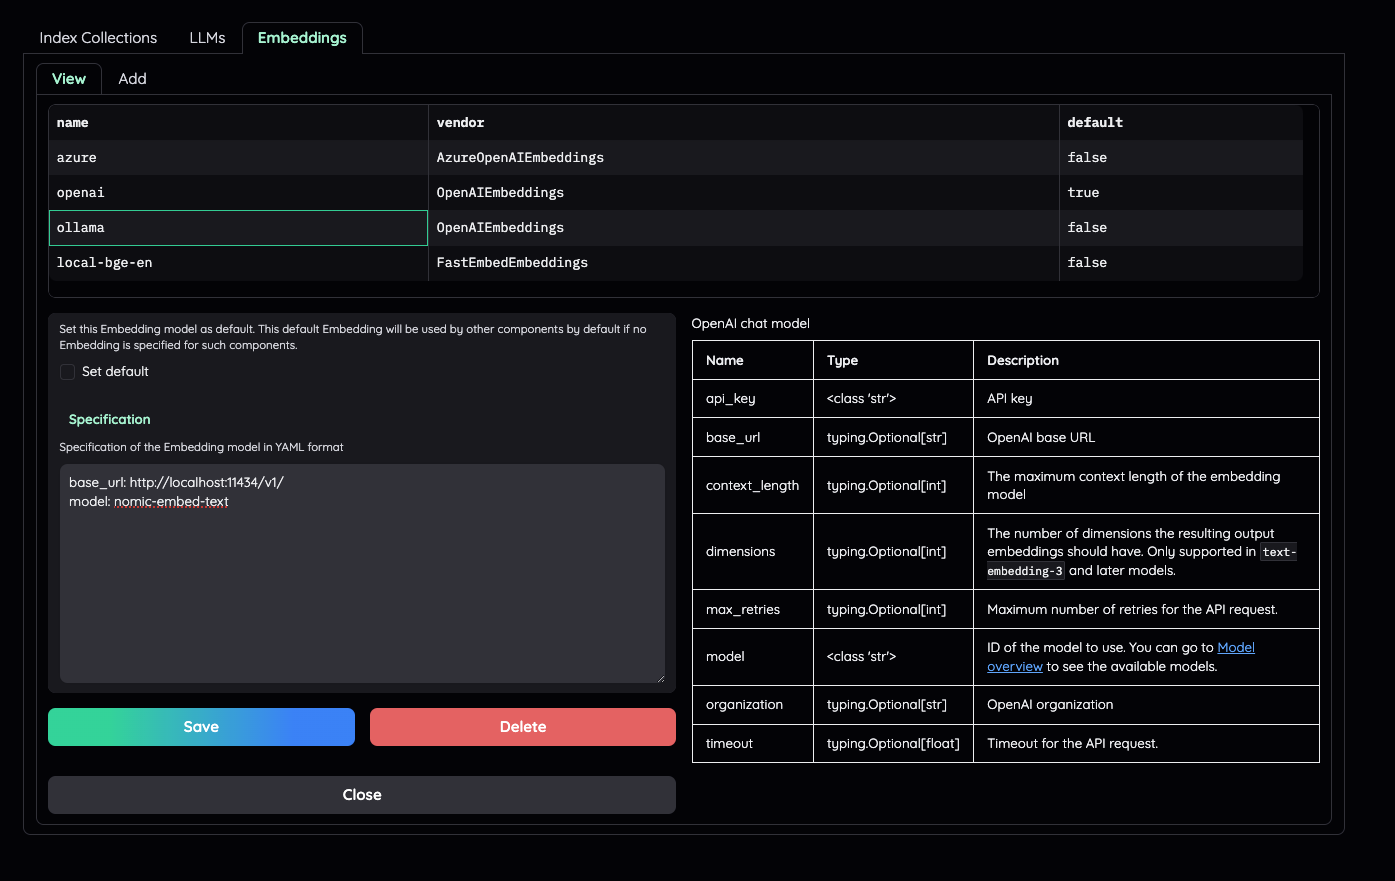 Index Collections LLMs Embeddings
View Add
name vendor default
azure AzureOpenAIEmbeddings false
openai OpenAIEmbeddings true
ollama OpenAIEmbeddings false
local-bge-en FastEmbedEmbeddings false
Set this Embedding model as default. This default Embedding will be used by other components by default if no
Embedding is specified for such components.
Set default
Specification
Specification of the Embedding model in YAML format
base_url: http://localhost:11434/v1/
model: nomic-embed-text
Save Delete
Close
OpenAI chat model
Name Type Description
api_key <class 'str'> API key
base_url typing.Optional[str] OpenAI base URL
context_length typing.Optional[int] The maximum context length of the embedding
model
dimensions typing.Optional[int] The number of dimensions the resulting output
embeddings should have. Only supported in text-
embedding-3 and later models.
max_retries typing.Optional[int] Maximum number of retries for the API request.
model <class 'str'> ID of the model to use. You can go to Model
overview to see the available models.
organization typing.Optional[str] OpenAI organization
timeout typing.Optional[float] Timeout for the API request.